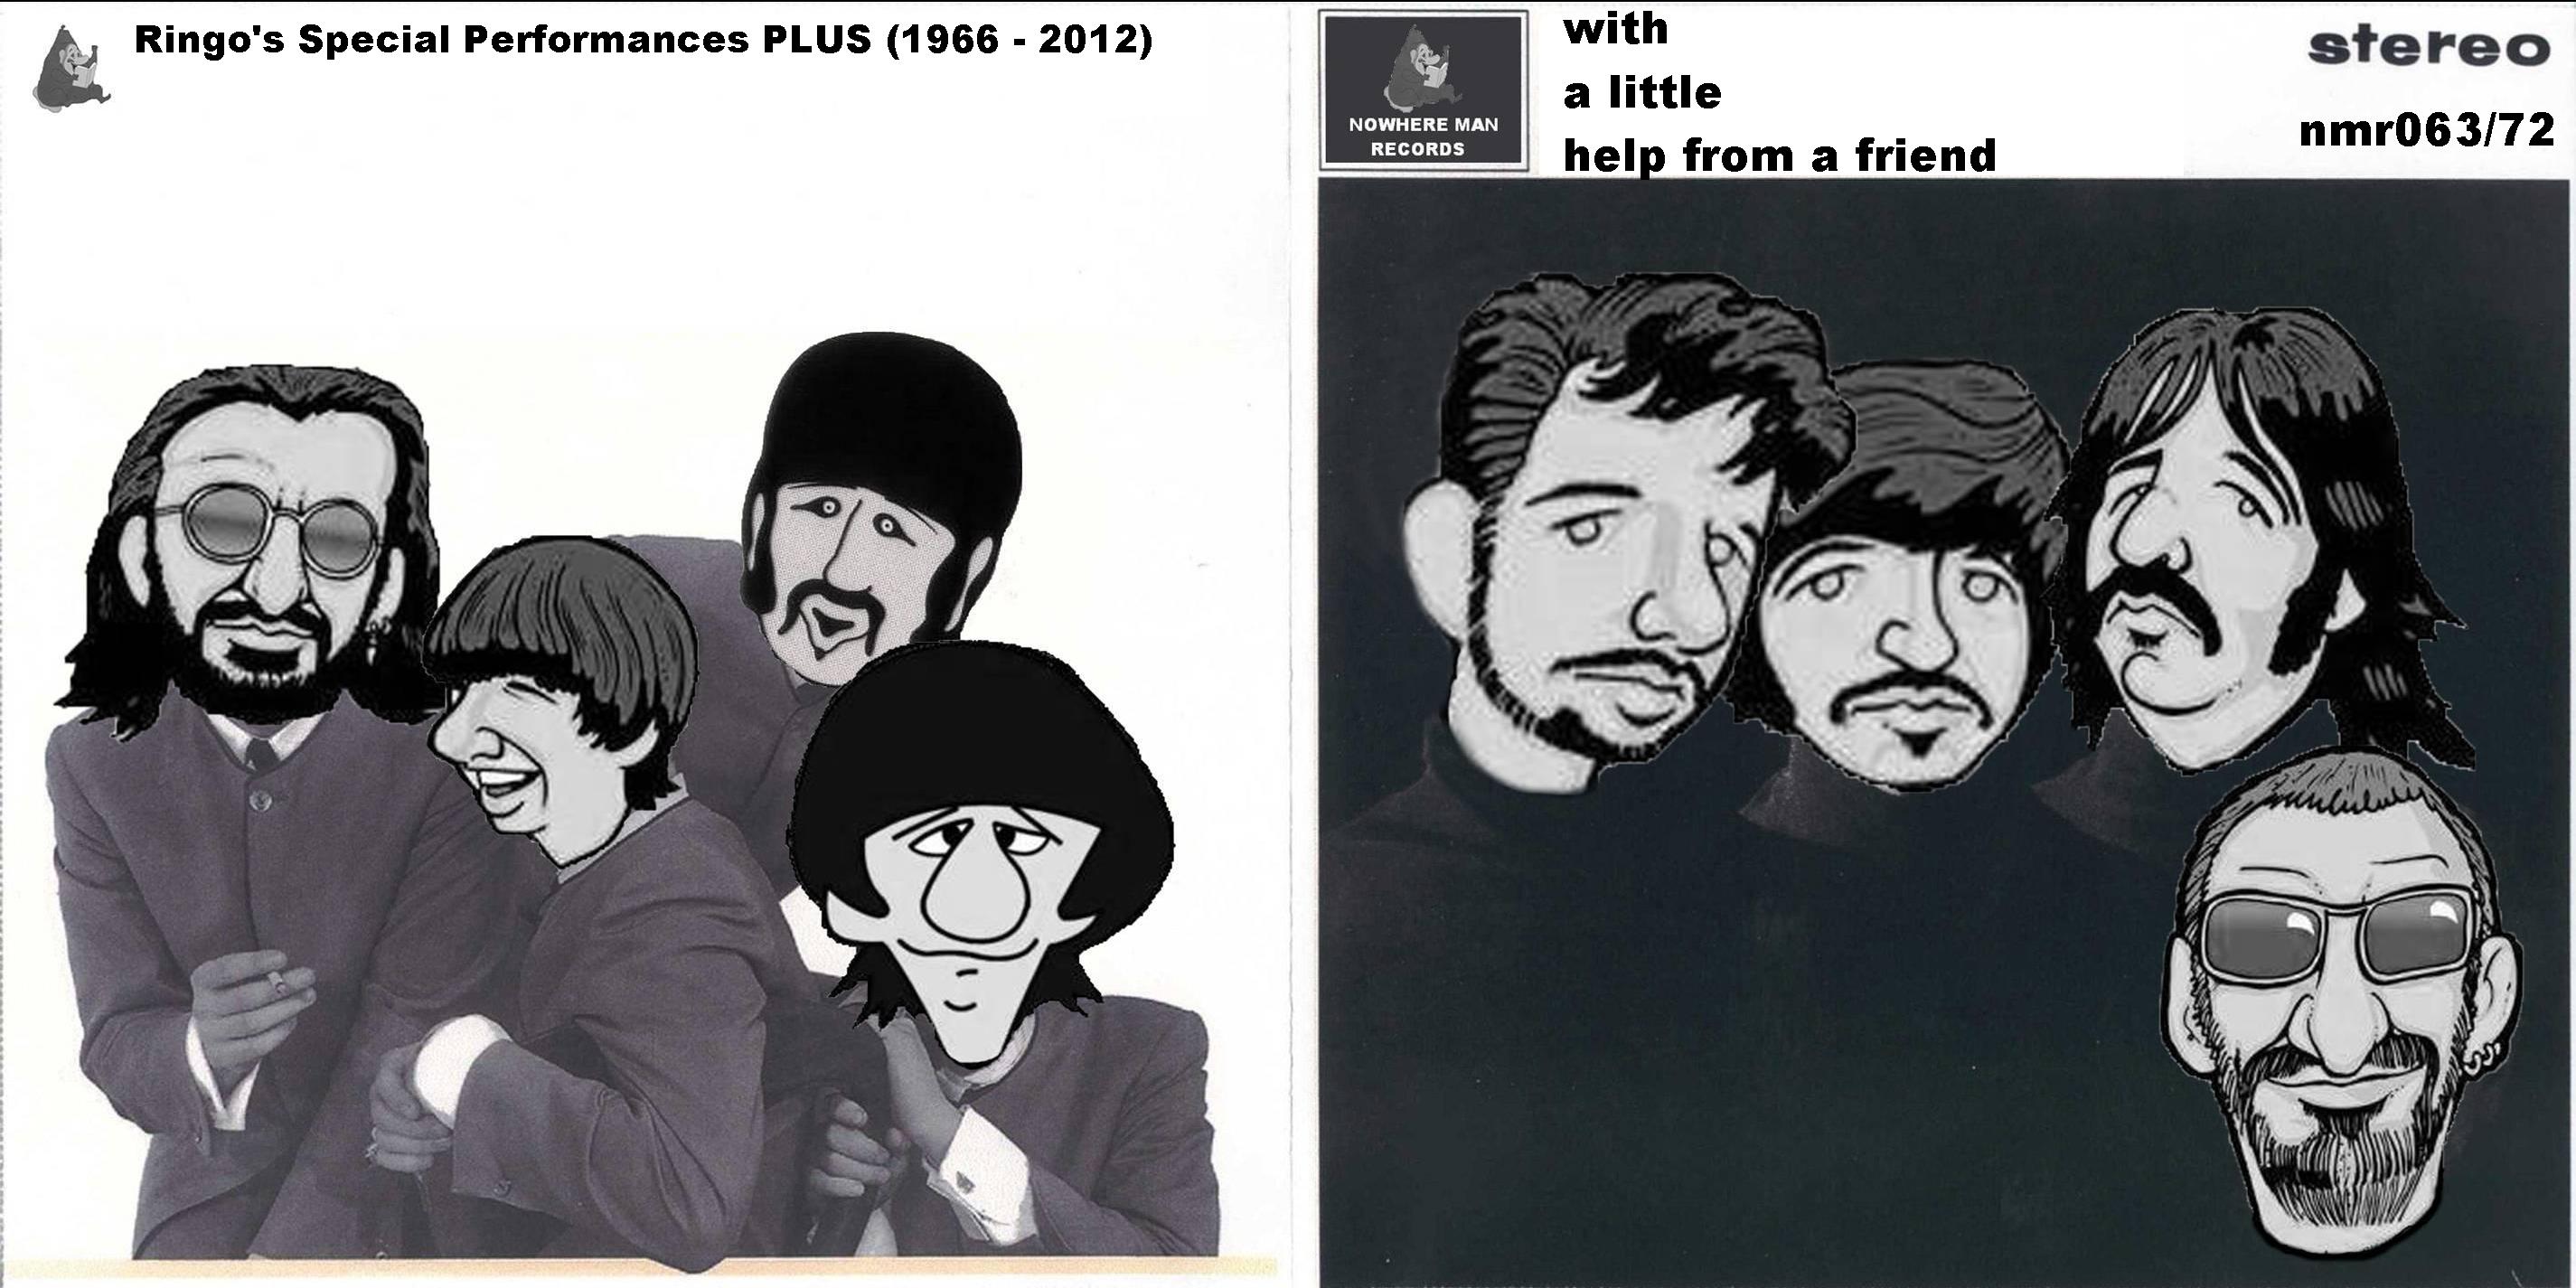 Ringo's Special Performances PLUS (1966 - 2012)
NOWHERE MAN
RECORDS
with
a little
help from a friend
stereo
nmr063/72